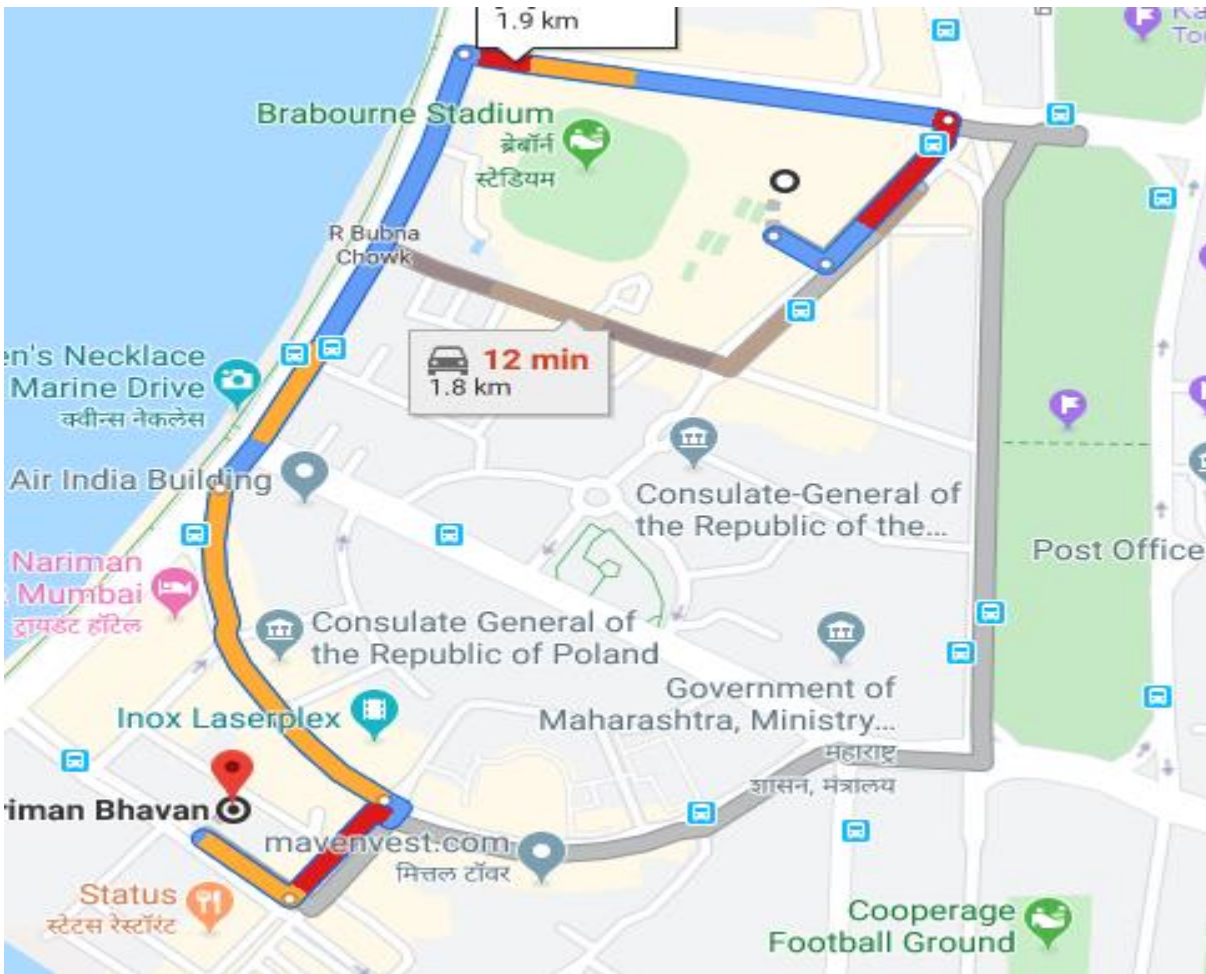 1.9 km
Ka
Tou
Brabourne Stadium
ब्रेबॉर्न
स्टेडियम
R Bubna
Chowk
12 min
1.8 km
en's Necklace
Marine Drive
क्वीन्स नेकलेस
Air India Building
Consulate-General of
the Republic of the...
Post Office
Nariman
Mumbai
ट्रायडंट हॉटेल
Consulate General of
the Republic of Poland
Government of
Maharashtra, Ministry...
महाराष्ट्र
शासन, मंत्रालय
Inox Laserplex
riman Bhavan
mavenvest.com
मित्तल टॉवर
Status
स्टेटस रेस्टॉरंट
Cooperage
Football Ground